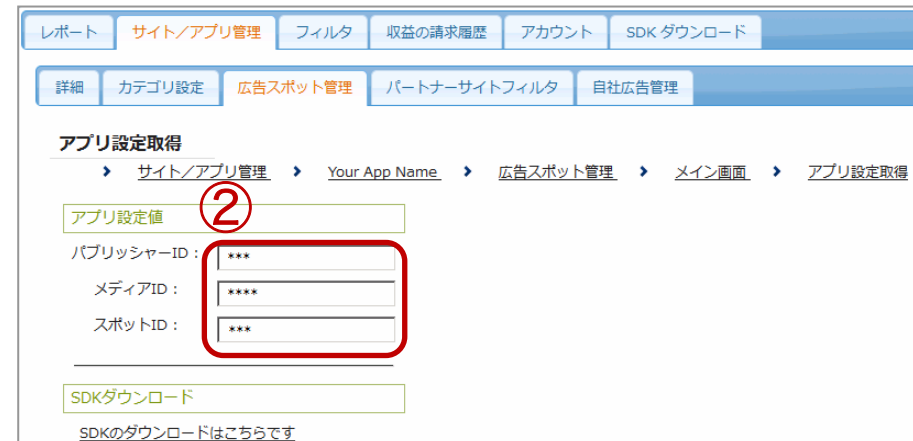 レポート サイト／アプリ管理 フィルタ 収益の請求履歴 アカウント SDK ダウンロード
詳細 カテゴリ設定 広告スポット管理 パートナーサイトフィルタ 自社広告管理
アプリ設定取得
サイト／アプリ管理 Your App Name 広告スポット管理 メイン画面 アプリ設定取得
②
アプリ設定値
パブリッシャーID： ***
メディアID： ****
スポットID： ***
SDKダウンロード
SDKのダウンロードはこちらです